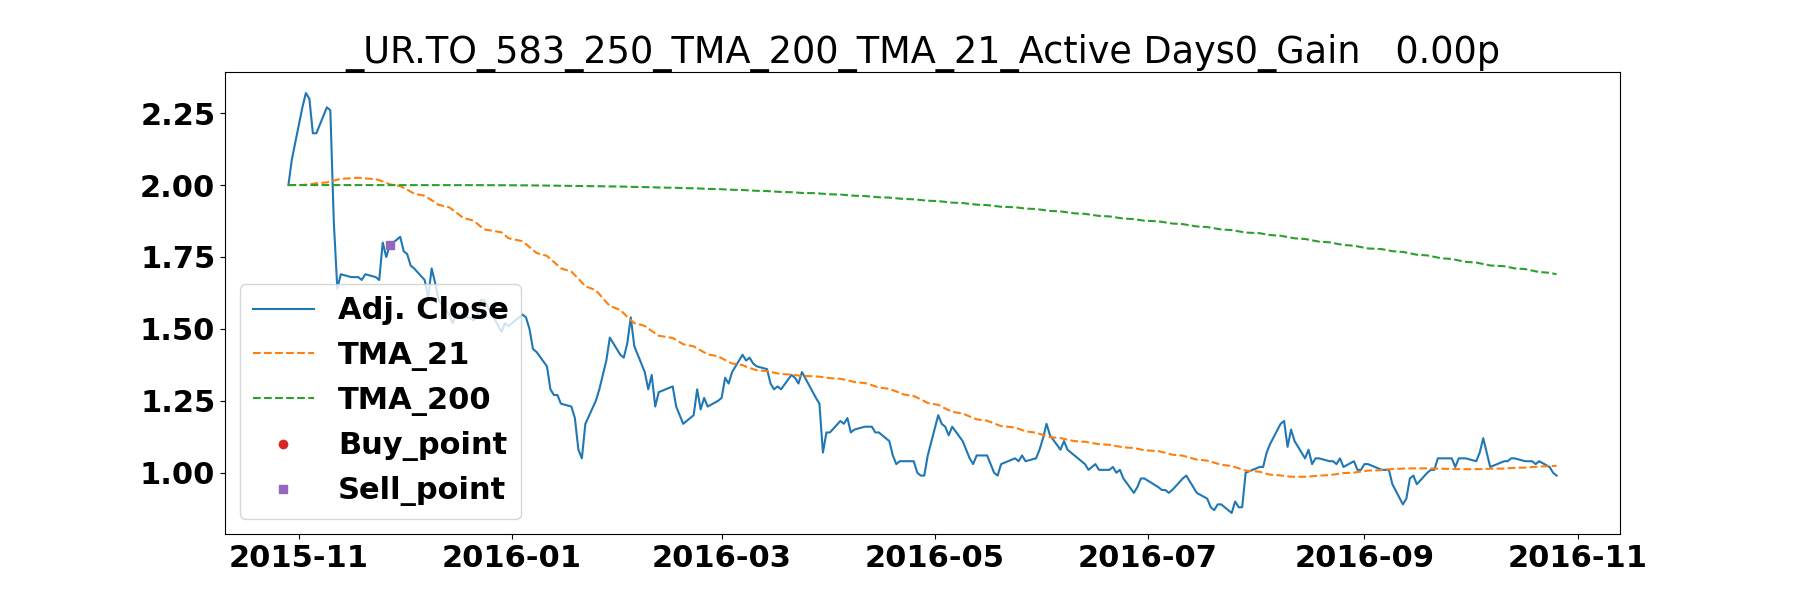 _UR.TO_583_250_TMA_200_TMA_21_Active Days0_Gain   0.00p
2.25
2.00
1.75
1.50
1.25
1.00
Adj. Close
TMA_21
TMA_200
Buy_point
Sell_point
2015-11 2016-01 2016-03 2016-05 2016-07 2016-09 2016-11